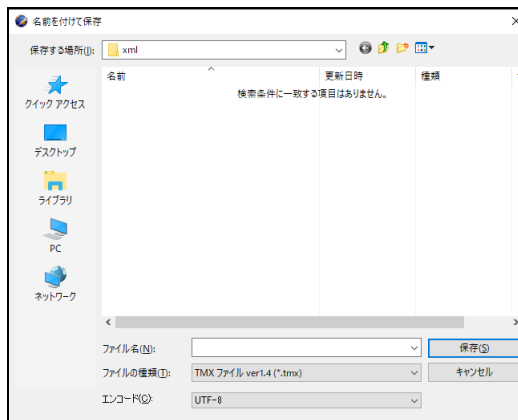 名前を付けて保存
保存する場所(I):
xml
名前
更新日時
種類
検索条件に一致する項目はありません。
クイック アクセス
デスクトップ
ライブラリ
PC
ネットワーク
ファイル名(N):
保存(S)
ファイルの種類(T):
TMX ファイル ver1.4 (*.tmx)
キャンセル
エンコード(C):
UTF-8